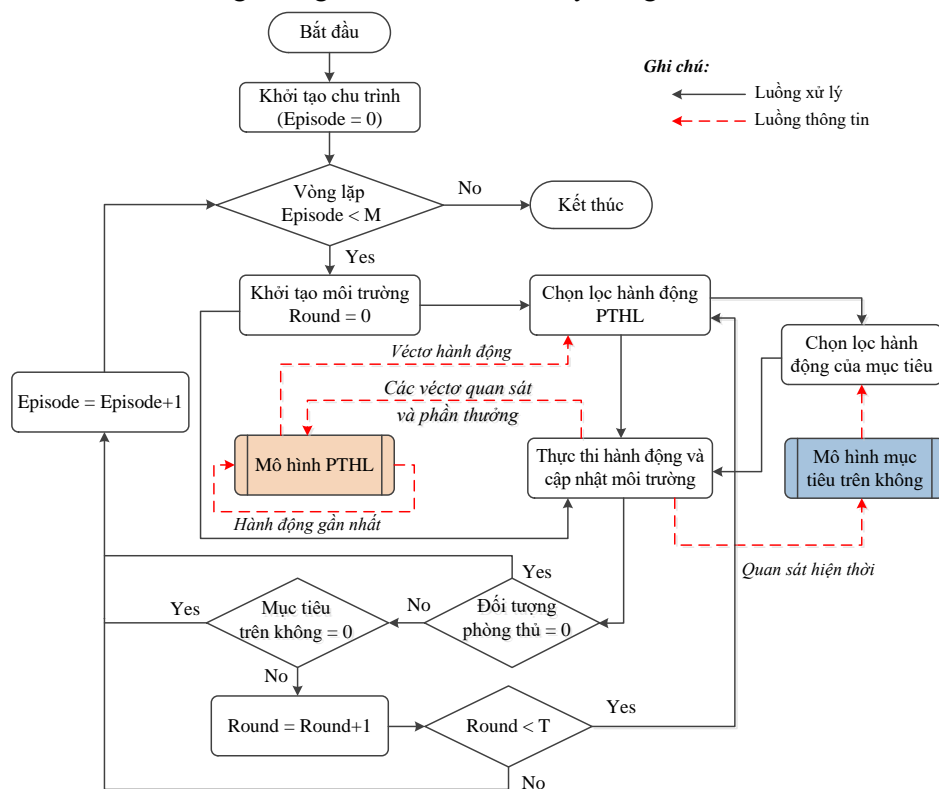 Bắt đầu
Ghi chú:
Khởi tạo chu trình
(Episode = 0)
Luồng xử lý
Luồng thông tin
Vòng lặp
Episode < M
No
Kết thúc
Yes
Khởi tạo môi trường
Round = 0
Chọn lọc hành động
PTHL
Chọn lọc hành
động của mục tiêu
Véctơ hành động
Episode = Episode+1
Các véctơ quan sát
và phần thưởng
Mô hình PTHL
Thực thi hành động và
cập nhật môi trường
Mô hình mục
tiêu trên không
Hành động gần nhất
Quan sát hiện thời
Yes
Yes
Mục tiêu
trên không = 0
No
Đối tượng
phòng thủ = 0
No
Round = Round+1
Round < T
Yes
No